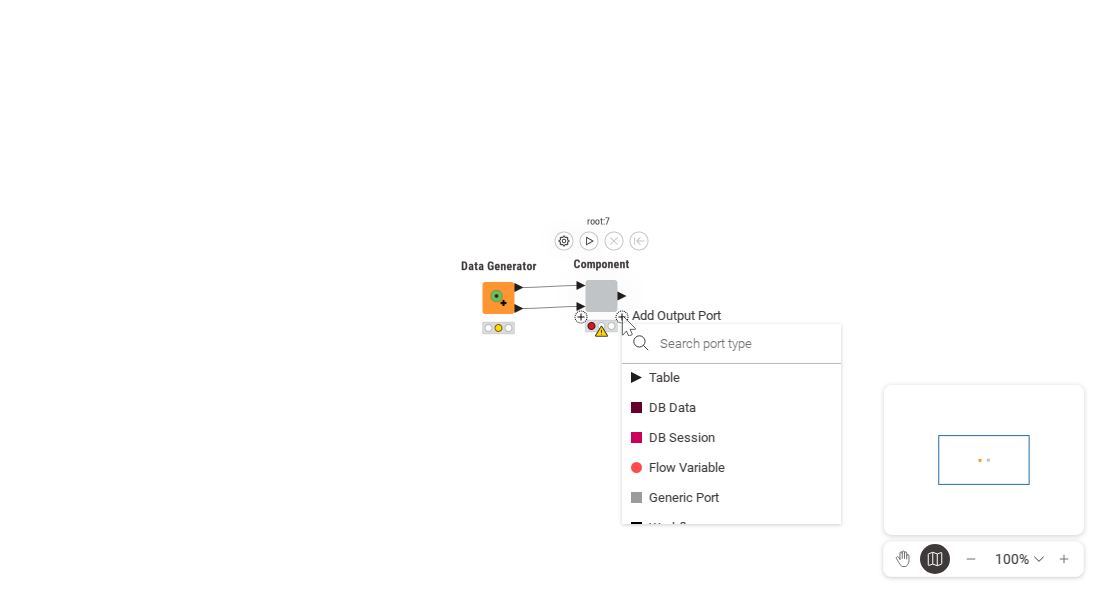 root:7
Data Generator
Component
Add Output Port
Search port type
Table
DB Data
DB Session
Flow Variable
Generic Port
100%